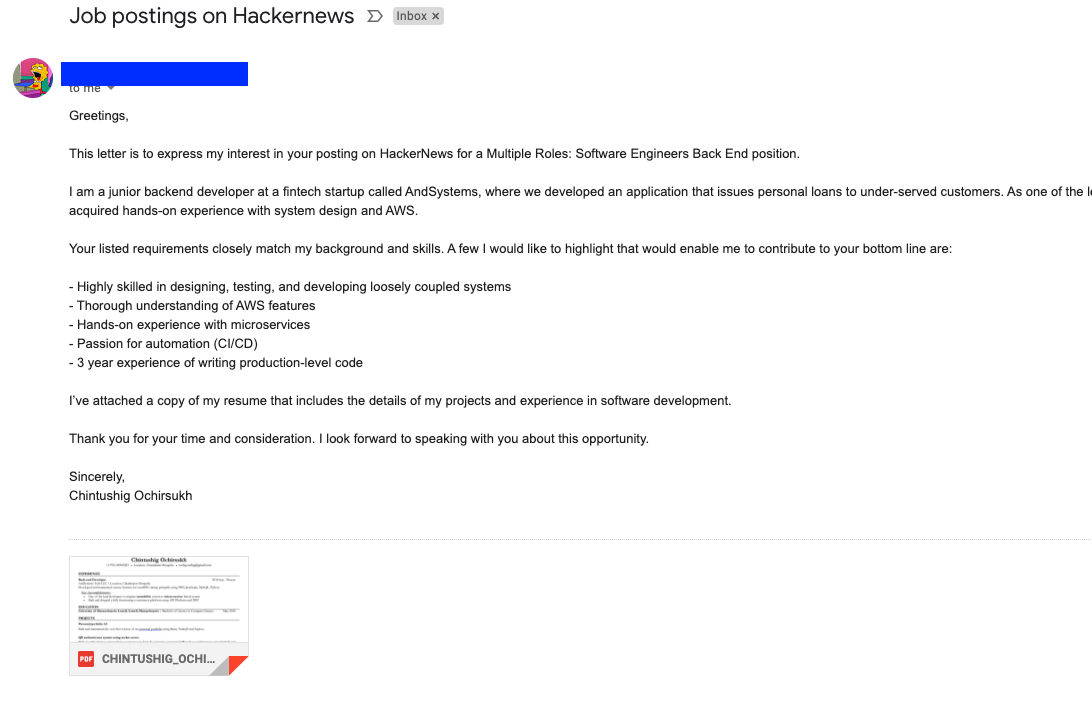 Job postings on Hackernews
Inbox ×
to me
Greetings,
This letter is to express my interest in your posting on HackerNews for a Multiple Roles: Software Engineers Back End position.
I am a junior backend developer at a fintech startup called AndSystems, where we developed an application that issues personal loans to under-served customers. As one of the
acquired hands-on experience with system design and AWS.
Your listed requirements closely match my background and skills. A few I would like to highlight that would enable me to contribute to your bottom line are:
- Highly skilled in designing, testing, and developing loosely coupled systems
- Thorough understanding of AWS features
- Hands-on experience with microservices
- Passion for automation (CI/CD)
- 3 year experience of writing production-level code
I've attached a copy of my resume that includes the details of my projects and experience in software development.
Thank you for your time and consideration. I look forward to speaking with you about this opportunity.
Sincerely,
Chintushig Ochirsukh
Chintushig Ochirsukh
EXPERIENCE
EDUCATION
PROJECTS
PDF
CHINTUSHIG_OCHI...